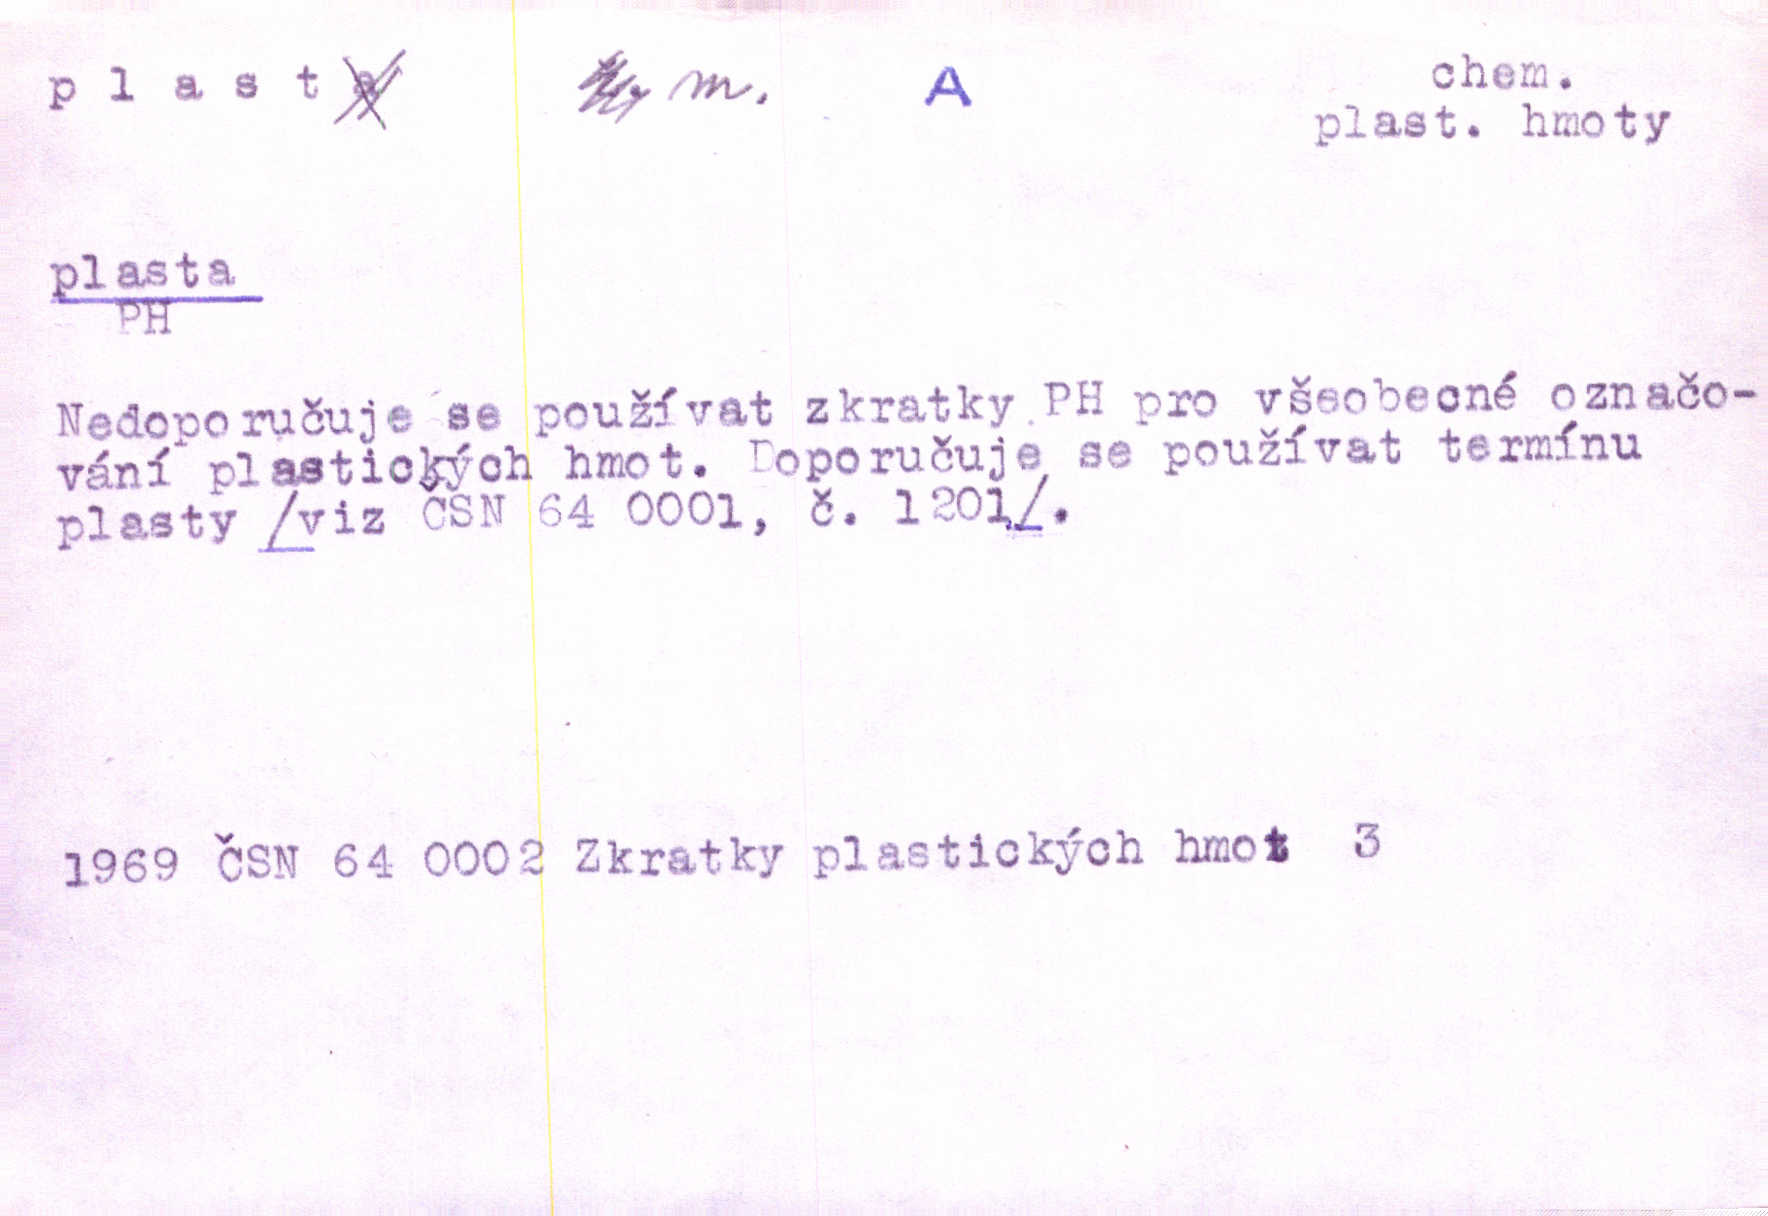 p l a s t m. A chem.
plast. hmoty
plasta
PH
Nedoporučuje se používat zkratky PH pro všeobecné označo-
vání plastických hmot. Doporučuje se používat termínu
plasty /viz ČSN 64 0001, č. 1201/.
1969 ČSN 64 0002 Zkratky plastických hmot 3